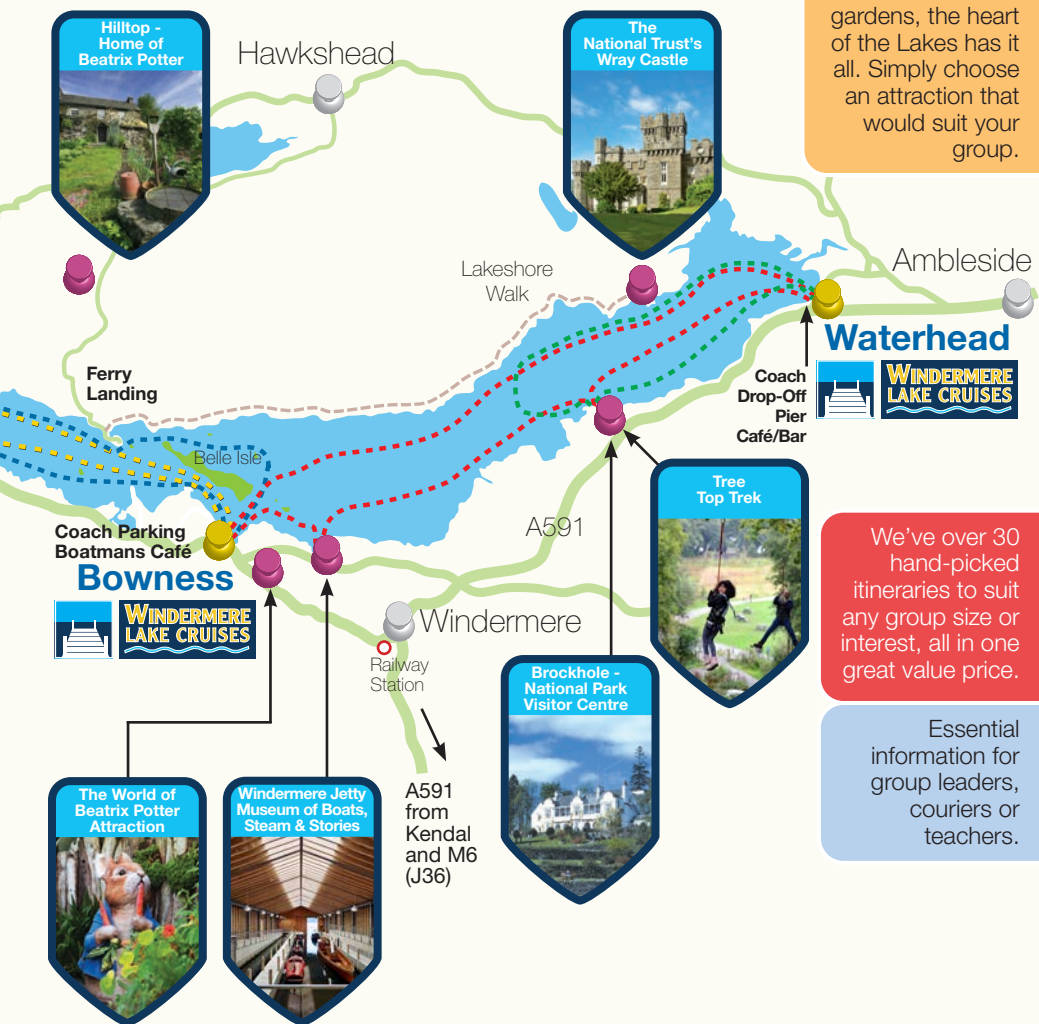 Hilltop -
Home of
Beatrix Potter
Hawkshead
The
National Trust's
Wray Castle
gardens, the heart
of the Lakes has it
all. Simply choose
an attraction that
would suit your
group.
Lakeshore
Walk
Ambleside
Waterhead
WINDERMERE
LAKE CRUISES
Coach
Drop-Off
Pier
Café/Bar
Ferry
Landing
Belle Isle
Coach Parking
Boatmans Café
Bowness
WINDERMERE
LAKE CRUISES
A591
Tree
Top Trek
Windermere
Railway
Station
We've over 30
hand-picked
itineraries to suit
any group size or
interest, all in one
great value price.
Brockhole -
National Park
Visitor Centre
Essential
information for
group leaders,
couriers or
teachers.
The World of
Beatrix Potter
Attraction
Windermere Jetty
Museum of Boats,
Steam & Stories
A591
from
Kendal
and M6
(J36)